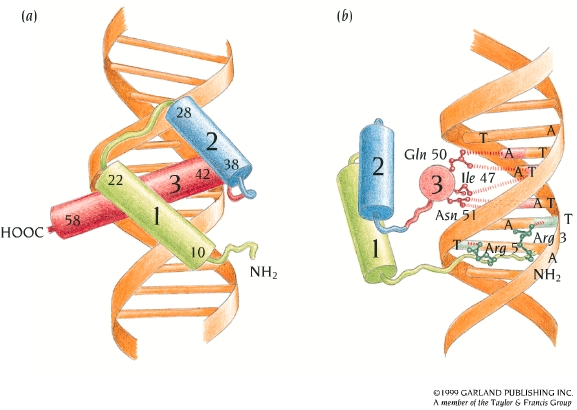 (a)
28
2
38
42
22
3
1
58
HOOC
10
NH2
(b)
T
A
Gln 50
A
T
2
3
Ile 47
A T
Asn 51
A T
A
T
Arg 3
1
T
Arg 5
A
NH2
©1999 GARLAND PUBLISHING INC.
A member of the Taylor & Francis Group